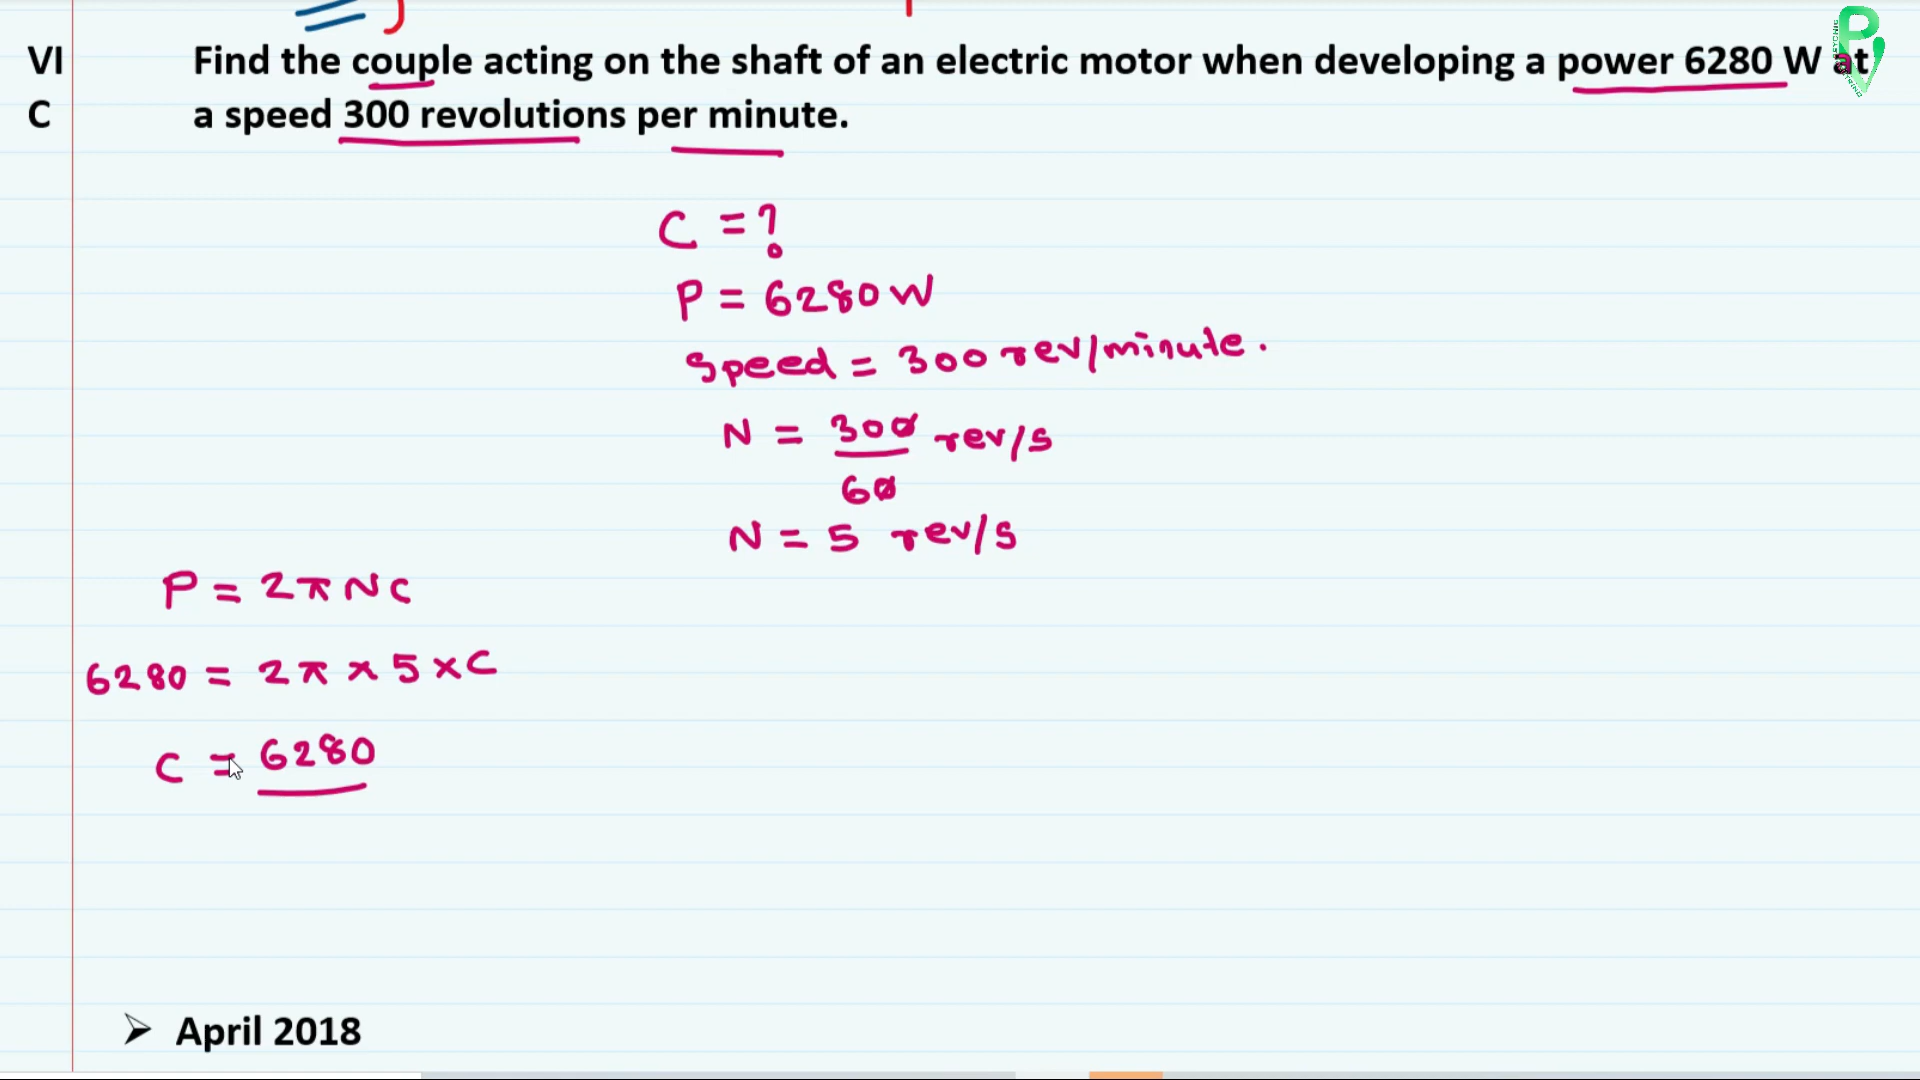 VI Find the couple acting on the shaft of an electric motor when developing a power 6280 W at
C a speed 300 revolutions per minute.
C = ?
P = 6280 W
Speed = 300 rev/minute.
N = 300 rev/s
60
N = 5 rev/s
P = 2πNC
6280 = 2π × 5 × C
C = 6280
➢ April 2018